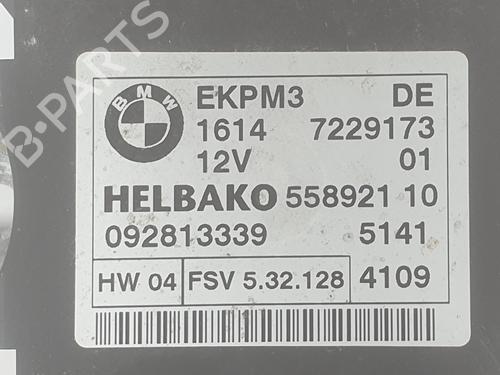 B-PARTS
BMW
EKPM3 DE
1614 7229173
12V 01
HELBAKO 558921 10
092813339 5141
HW 04 FSV 5.32.128 4109
B-PARTS